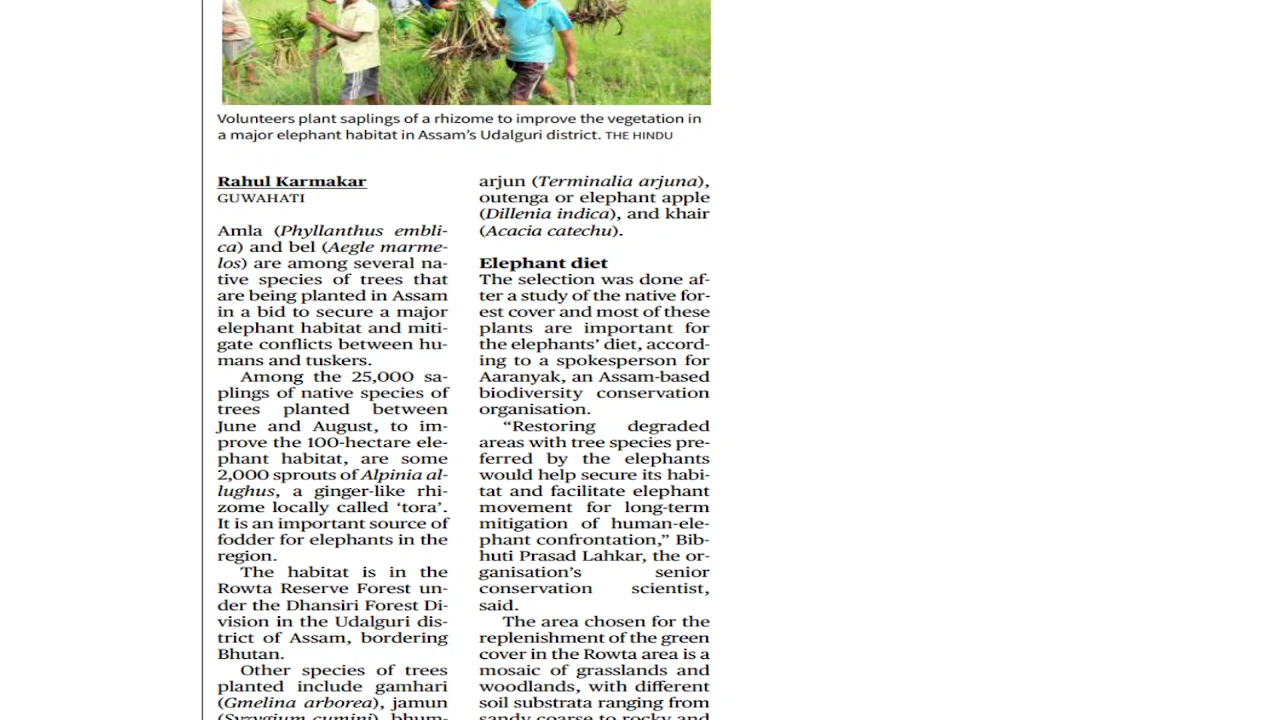 Volunteers plant saplings of a rhizome to improve the vegetation in
a major elephant habitat in Assam’s Udalguri district. THE HINDU
Rahul Karmakar
GUWAHATI
Amla (Phyllanthus embli-
ca) and bel (Aegle marme-
los) are among several na-
tive species of trees that
are being planted in Assam
in a bid to secure a major
elephant habitat and miti-
gate conflicts between hu-
mans and tuskers.
Among the 25,000 sa-
plings of native species of
trees planted between
June and August, to im-
prove the 100-hectare ele-
phant habitat, are some
2,000 sprouts of Alpinia al-
lughus, a ginger-like rhi-
zome locally called ‘tora’.
It is an important source of
fodder for elephants in the
region.
The habitat is in the
Rowta Reserve Forest un-
der the Dhansiri Forest Di-
vision in the Udalguri dis-
trict of Assam, bordering
Bhutan.
Other species of trees
planted include gamhari
(Gmelina arborea), jamun
(Syzygium cumini), bhum-
arjun (Terminalia arjuna),
outenga or elephant apple
(Dillenia indica), and khair
(Acacia catechu).
Elephant diet
The selection was done af-
ter a study of the native for-
est cover and most of these
plants are important for
the elephants’ diet, accord-
ing to a spokesperson for
Aaranyak, an Assam-based
biodiversity conservation
organisation.
“Restoring degraded
areas with tree species pre-
ferred by the elephants
would help secure its habi-
tat and facilitate elephant
movement for long-term
mitigation of human-ele-
phant confrontation,” Bib-
huti Prasad Lahkar, the or-
ganisation’s senior
conservation scientist,
said.
The area chosen for the
replenishment of the green
cover in the Rowta area is a
mosaic of grasslands and
woodlands, with different
soil substrata ranging from
sandy coarse to rocky and